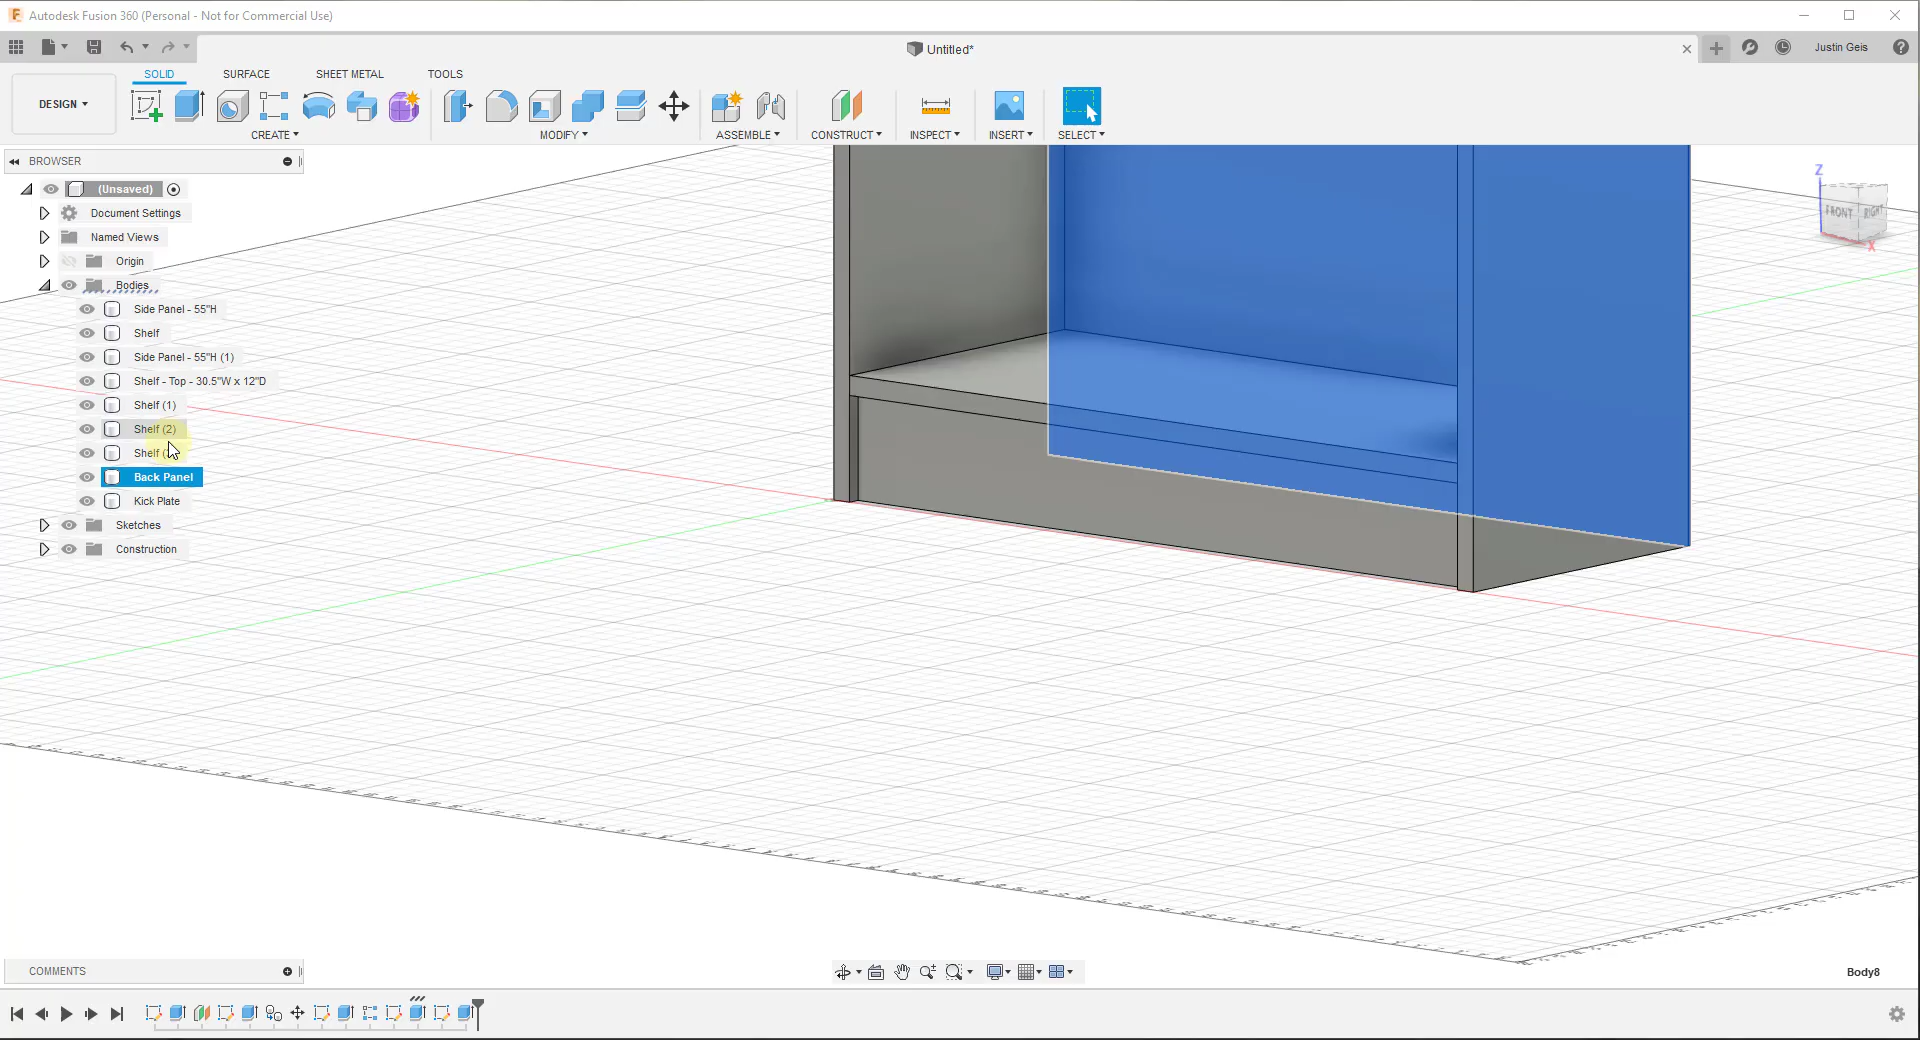 Autodesk Fusion 360 (Personal - Not for Commercial Use)
Untitled*
Justin Geis
SOLID SURFACE SHEET METAL TOOLS
DESIGN
CREATE MODIFY ASSEMBLE CONSTRUCT INSPECT INSERT SELECT
BROWSER
(Unsaved)
Document Settings
Named Views
Origin
Bodies
Side Panel - 55"H
Shelf
Side Panel - 55"H (1)
Shelf - Top - 30.5"W x 12"D
Shelf (1)
Shelf (2)
Shelf
Back Panel
Kick Plate
Sketches
Construction
Z
FRONT RIGHT
X
COMMENTS
Body8